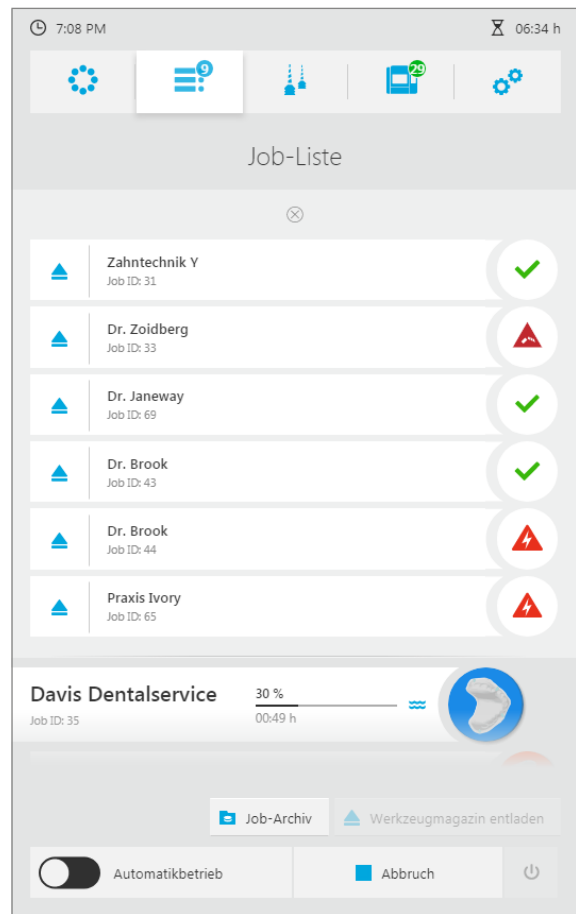 7:08 PM
06:34 h
9
29
Job-Liste
Zahntechnik Y
Job ID: 31
Dr. Zoidberg
Job ID: 33
Dr. Janeway
Job ID: 69
Dr. Brook
Job ID: 43
Dr. Brook
Job ID: 44
Praxis Ivory
Job ID: 65
Davis Dentalservice
Job ID: 35
30 %
00:49 h
Job-Archiv
Werkzeugmagazin entladen
Automatikbetrieb
Abbruch